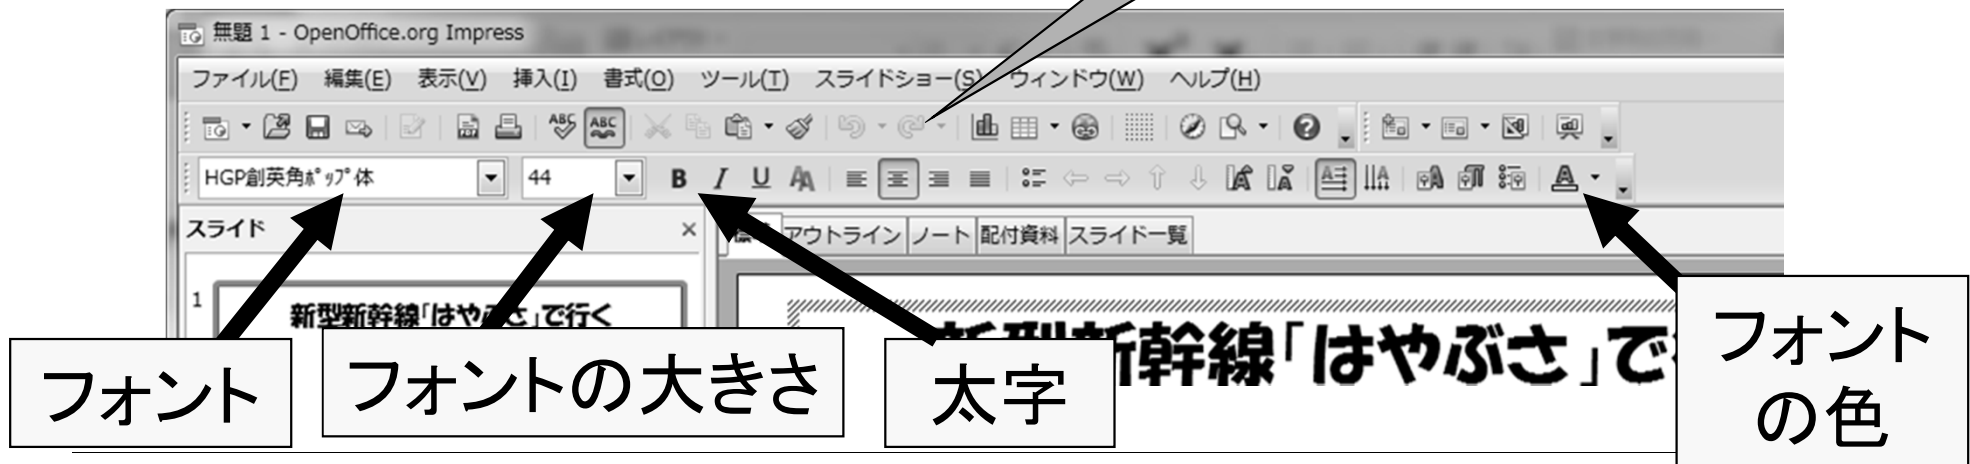 無題 1 - OpenOffice.org Impress
ファイル(F) 編集(E) 表示(V) 挿入(I) 書式(O) ツール(T) スライドショー(S) ウィンドウ(W) ヘルプ(H)
HGP創英角ﾎﾟｯﾌﾟ体 44 B I U
スライド
アウトライン ノート 配付資料 スライド一覧
1
新型新幹線「はやぶさ」で行く
新型新幹線「はやぶさ」で
フォント
フォントの大きさ
太字
フォント
の色